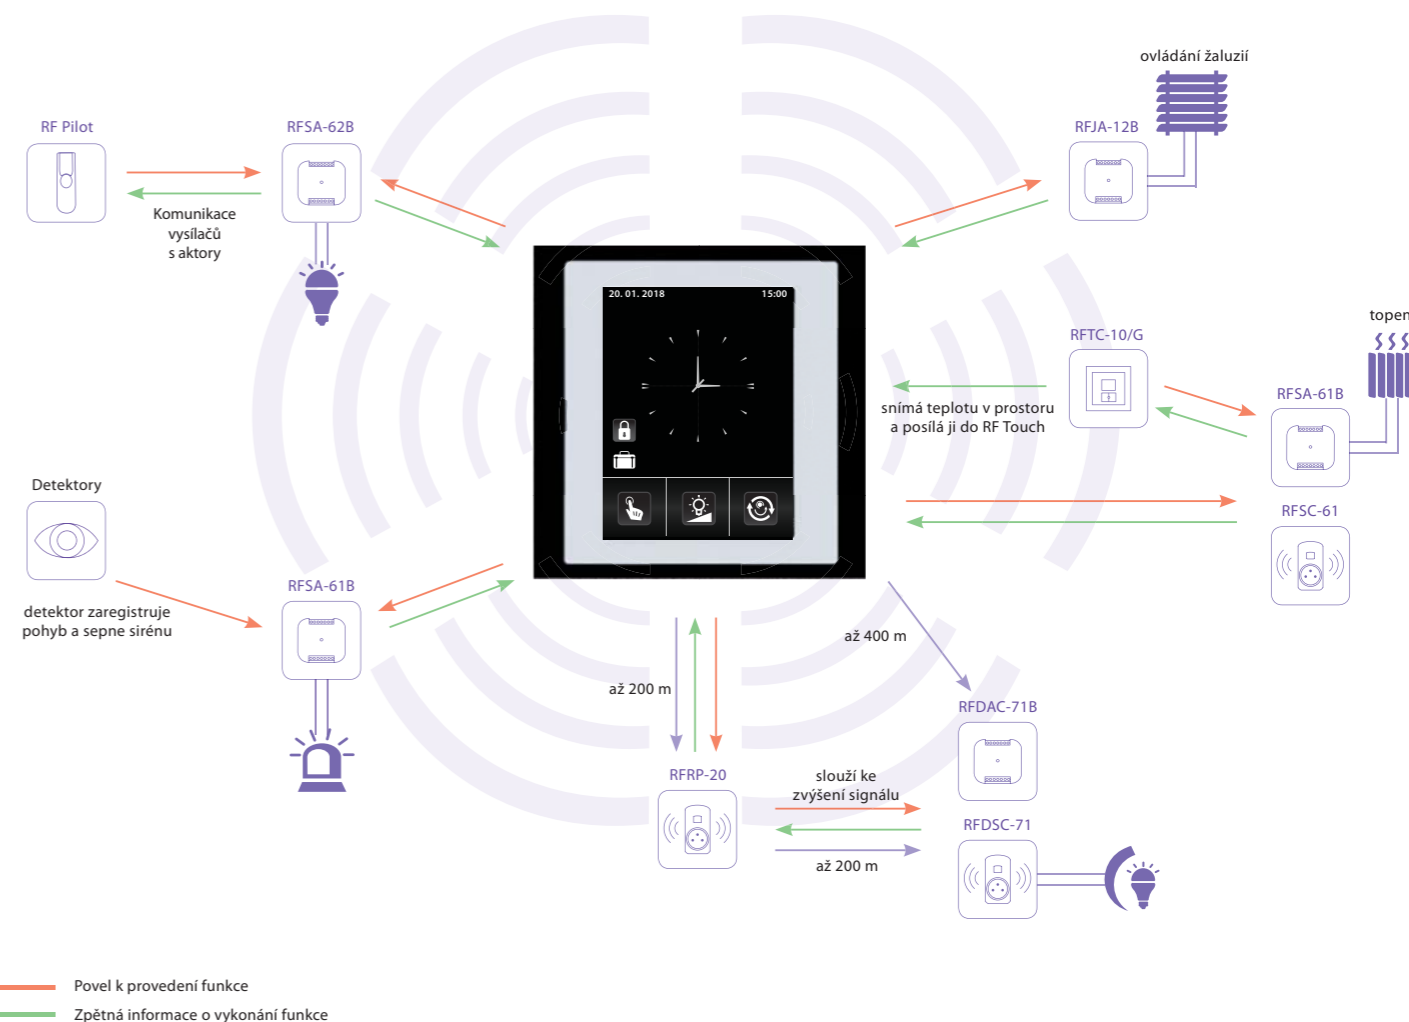 ovládání žaluzií
RF Pilot
RFSA-62B
RFJA-12B
Komunikace
vysílačů
s aktory
20. 01. 2018
15:00
topen
RFTC-10/G
RFSA-61B
snímá teplotu v prostoru
a posílá ji do RF Touch
Detektory
RFSC-61
RFSA-61B
detektor zaregistruje
pohyb a sepne sirénu
až 400 m
až 200 m
RFDAC-71B
RFRP-20
slouží ke
zvýšení signálu
RFDSC-71
až 200 m
Povel k provedení funkce
Zpětná informace o vykonání funkce